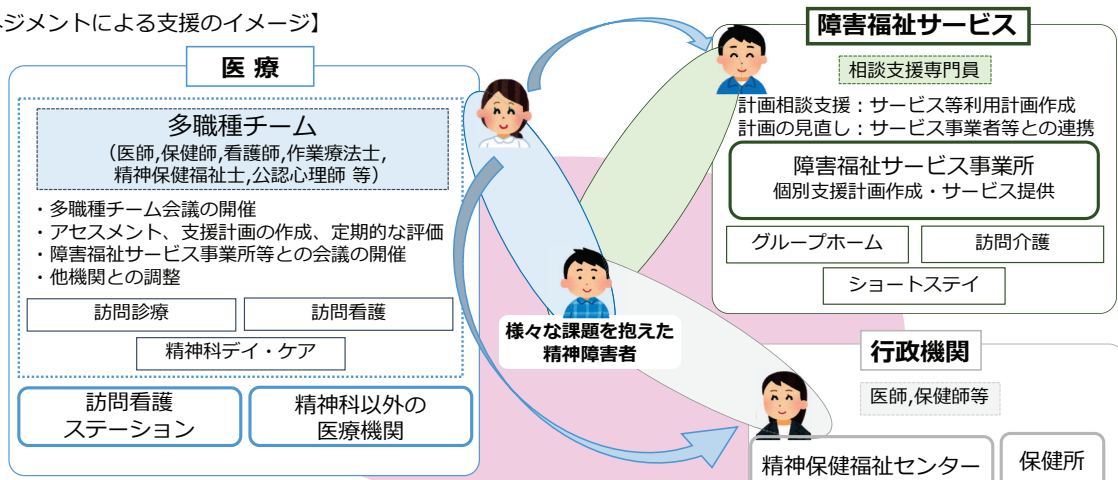 ネジメントによる支援のイメージ】
医 療
多職種チーム
（医師,保健師,看護師,作業療法士,
精神保健福祉士,公認心理師 等）
・多職種チーム会議の開催
・アセスメント、支援計画の作成、定期的な評価
・障害福祉サービス事業所等との会議の開催
・他機関との調整
訪問診療
訪問看護
精神科デイ・ケア
訪問看護
ステーション
精神科以外の
医療機関
様々な課題を抱えた
精神障害者
障害福祉サービス
相談支援専門員
計画相談支援：サービス等利用計画作成
計画の見直し：サービス事業者等との連携
障害福祉サービス事業所
個別支援計画作成・サービス提供
グループホーム
訪問介護
ショートステイ
行政機関
医師,保健師等
精神保健福祉センター
保健所